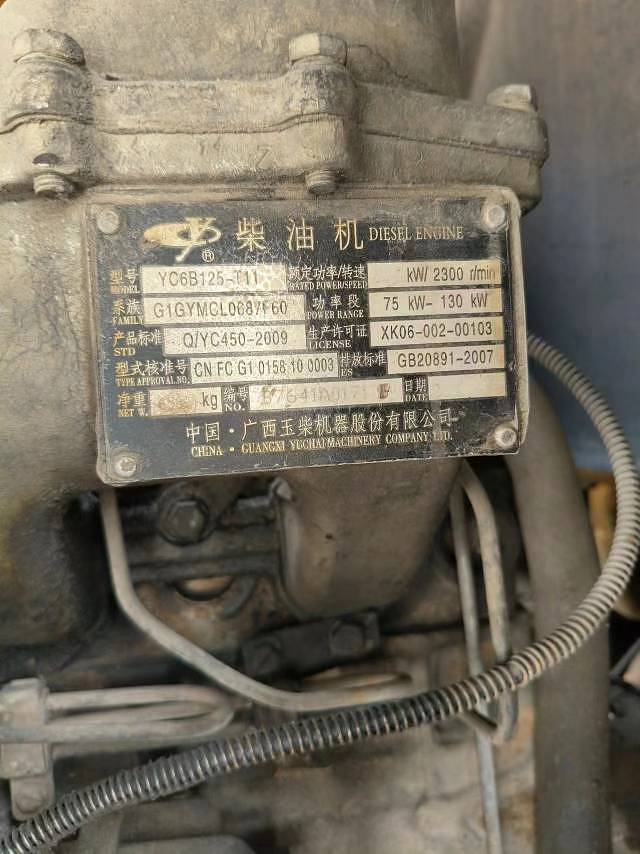 ® 柴油机 DIESEL ENGINE
型号 YC6B125-T11 额定功率/转速 kW/ 2300 r/min
MODEL RATED POWER/SPEED
系族 功率段 75 kW- 130 kW
FAMILY POWER RANGE
产品标准 Q/YC450-2009 生产许可证 XK06-002-00103
STD LICENSE
型式核准号 CN FC G1 0158 10 0003 排放标准 GB20891-2007
TYPE APPROVAL NO. ES
净重 kg 编号 日期
NET W. NO. DATE
中国·广西玉柴机器股份有限公司
CHINA · GUANGXI YUCHAI MACHINERY COMPANY LTD.